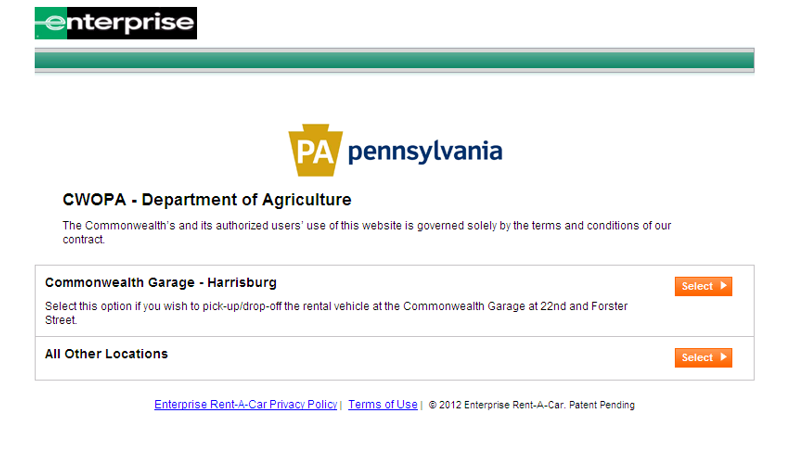 enterprise
PA pennsylvania
CWOPA - Department of Agriculture
The Commonwealth's and its authorized users' use of this website is governed solely by the terms and conditions of our
contract.
Commonwealth Garage - Harrisburg
Select
Select this option if you wish to pick-up/drop-off the rental vehicle at the Commonwealth Garage at 22nd and Forster
Street.
All Other Locations
Select
Enterprise Rent-A-Car Privacy Policy | Terms of Use | © 2012 Enterprise Rent-A-Car. Patent Pending